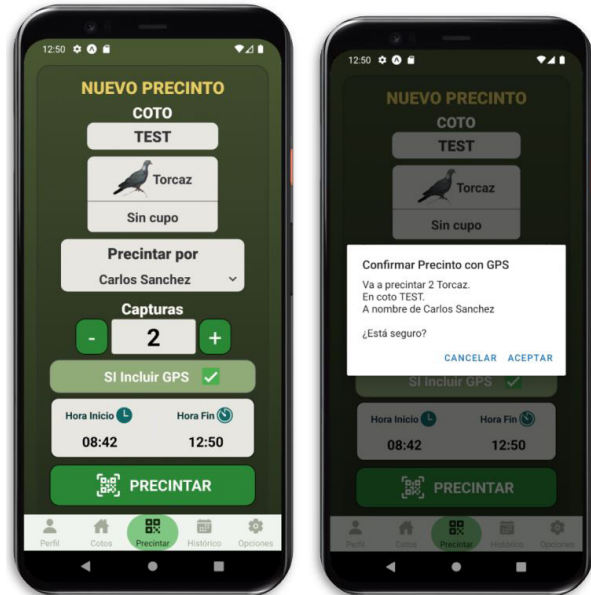 12:50
NUEVO PRECINTO
COTO
TEST
Torcaz
Sin cupo
Precintar por
Carlos Sanchez
Capturas
- 2 +
SI Incluir GPS
Hora Inicio Hora Fin
08:42 12:50
PRECINTAR
Perfil Cotos Precintar Histórico Opciones
12:50
NUEVO PRECINTO
COTO
TEST
Torcaz
Sin cupo
Confirmar Precinto con GPS
Va a precintar 2 Torcaz.
En coto TEST.
A nombre de Carlos Sanchez
¿Está seguro?
CANCELAR ACEPTAR
SI Incluir GPS
Hora Inicio Hora Fin
08:42 12:50
PRECINTAR
Perfil Cotos Precintar Histórico Opciones